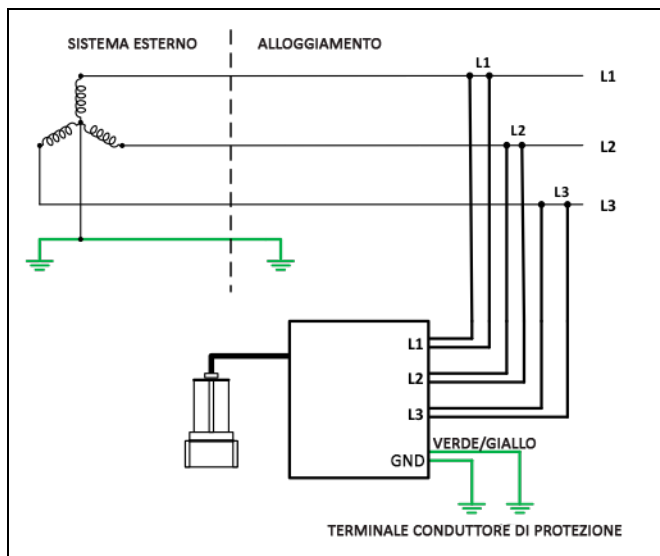 SISTEMA ESTERNO
ALLOGGIAMENTO
L1
L1
L2
L2
L3
L3
L1
L2
L3
VERDE/GIALLO
GND
TERMINALE CONDUTTORE DI PROTEZIONE